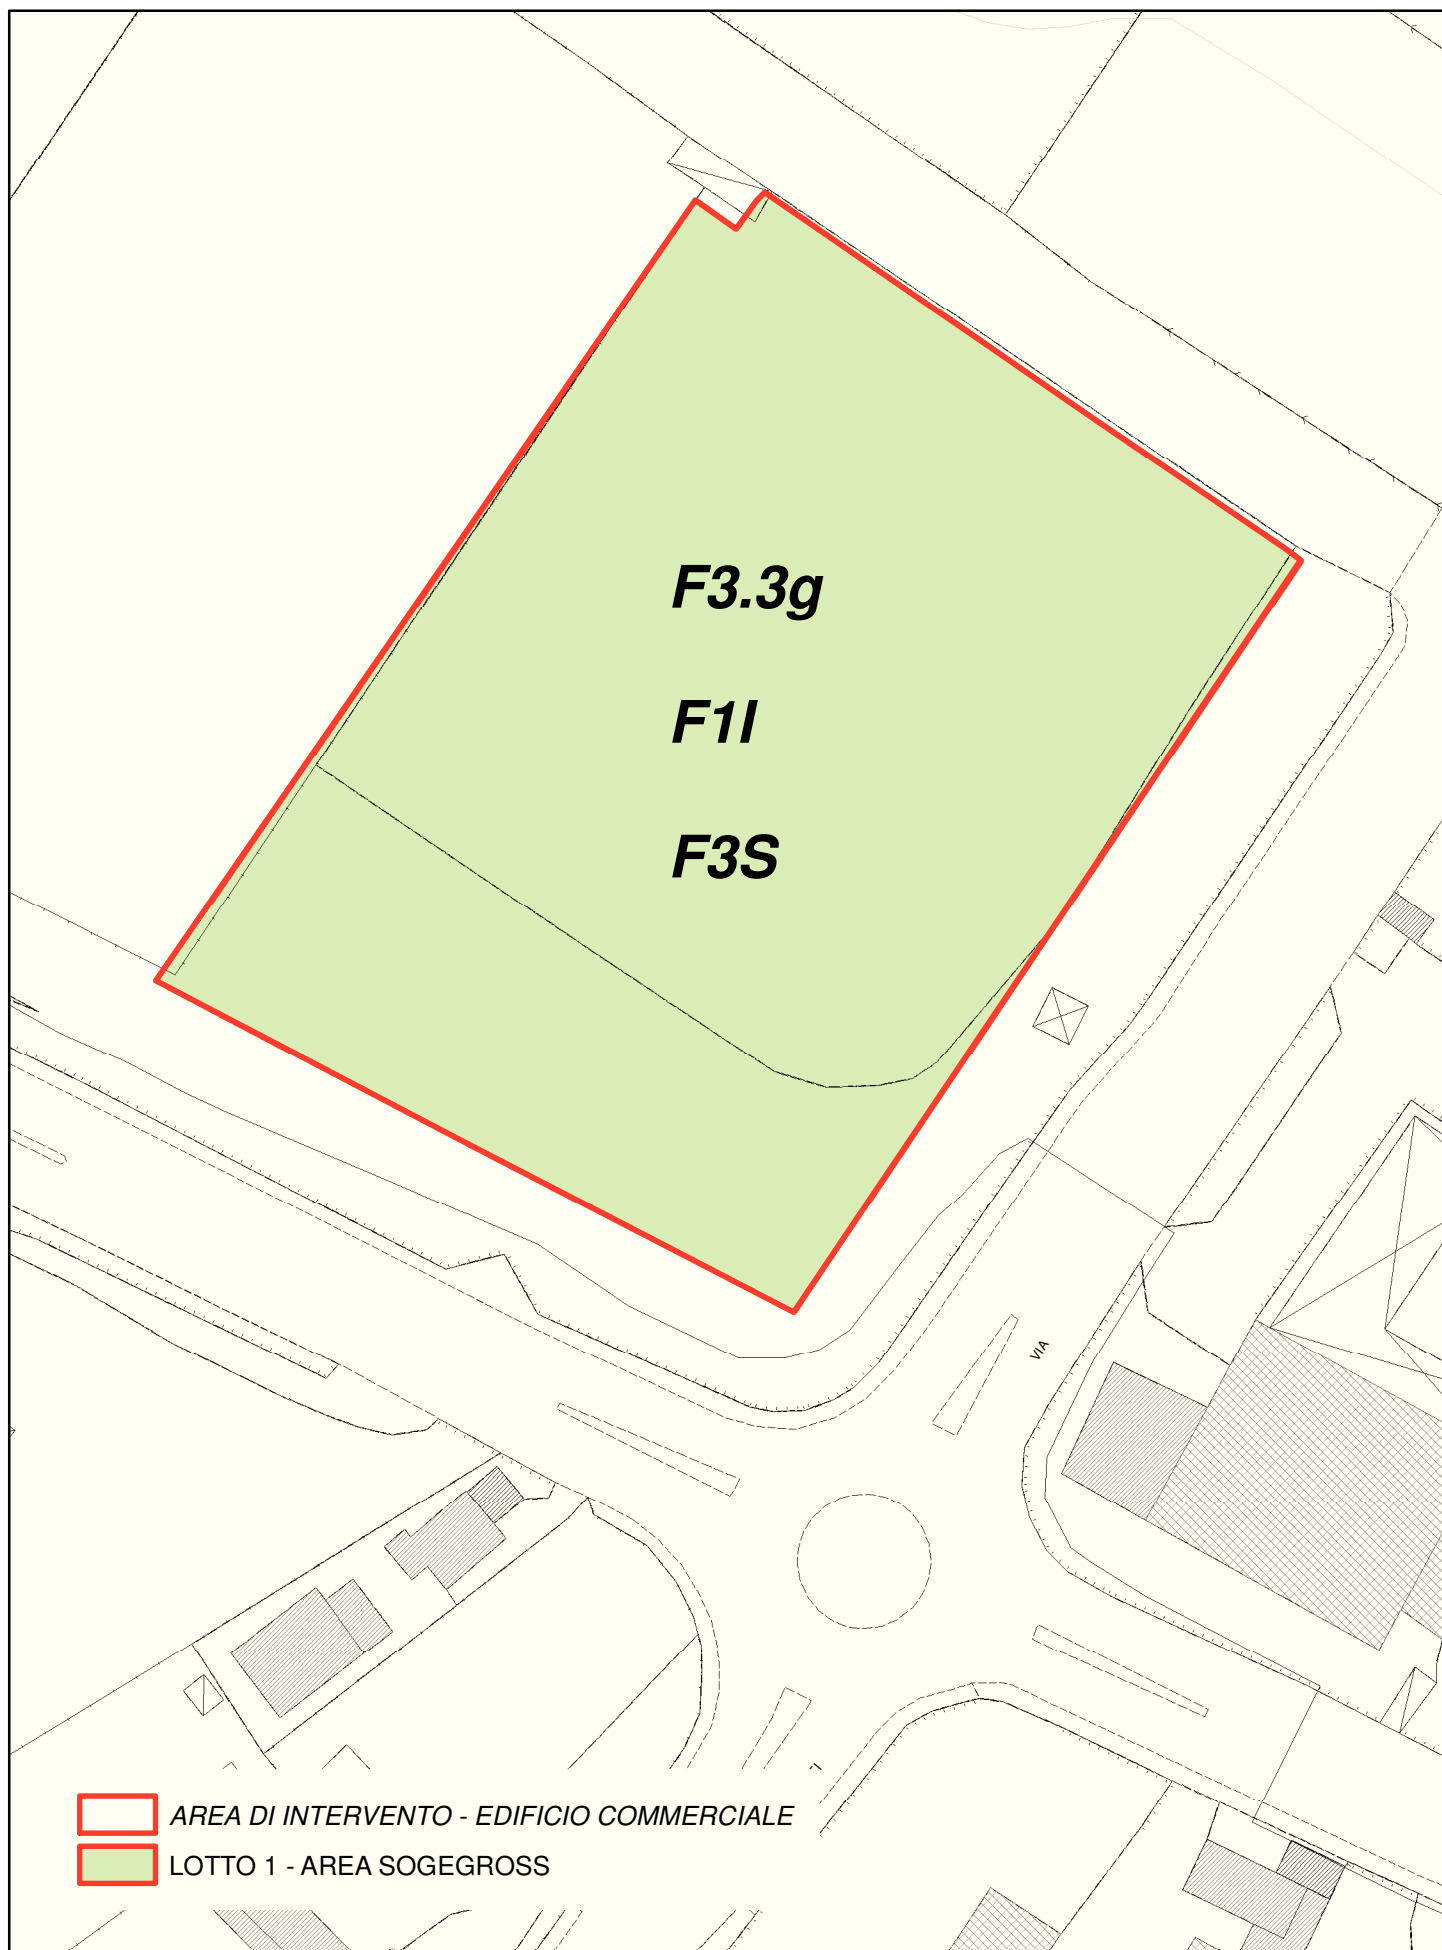 F3.3g
F1I
F3S
VIA
AREA DI INTERVENTO - EDIFICIO COMMERCIALE
LOTTO 1 - AREA SOGEGROSS